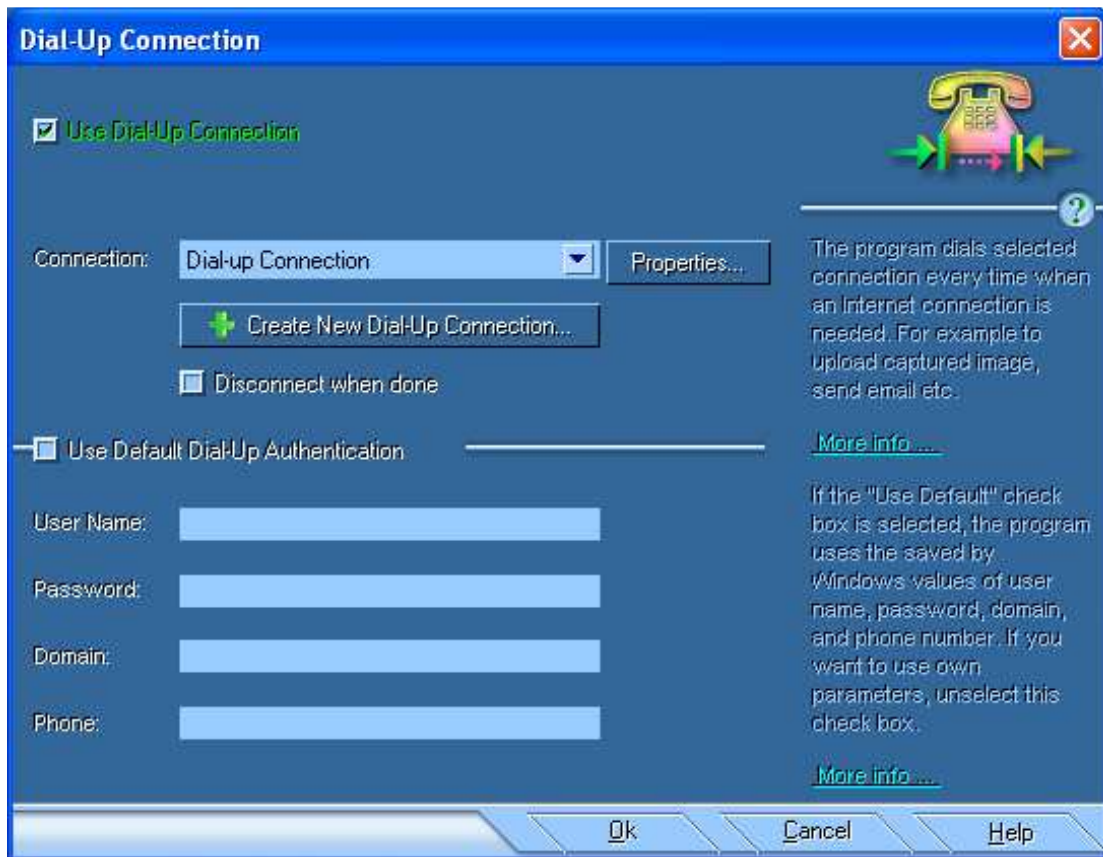 Dial-Up Connection
Use Dial-Up Connection
Connection:
Dial-up Connection
Properties...
Create New Dial-Up Connection...
Disconnect when done
Use Default Dial-Up Authentication
User Name:
Password:
Domain:
Phone:
?
The program dials selected
connection every time when
an Internet connection is
needed. For example to
upload captured image,
send email etc.
More info ...
If the "Use Default" check
box is selected, the program
uses the saved by
Windows values of user
name, password, domain,
and phone number. If you
want to use own
parameters, unselect this
check box.
More info ...
Ok
Cancel
Help